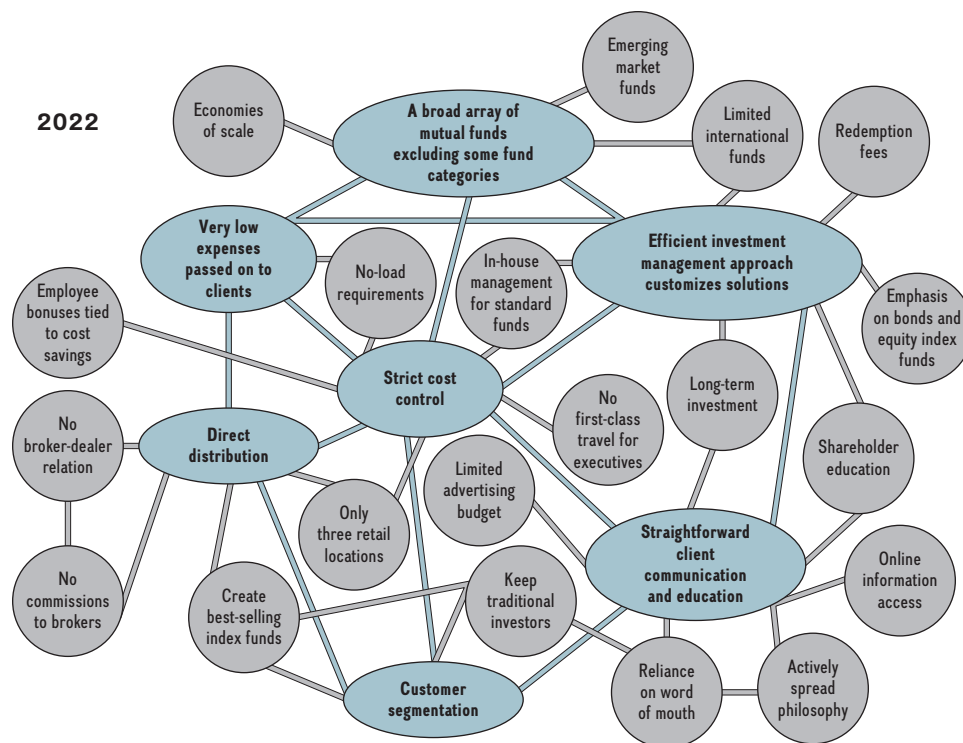 2022
Economies
of scale
A broad array of
mutual funds
excluding some fund
categories
Emerging
market
funds
Limited
international
funds
Redemption
fees
Very low
expenses
passed on to
clients
No-load
requirements
In-house
management
for standard
funds
Efficient investment
management approach
customizes solutions
Employee
bonuses tied
to cost
savings
Emphasis
on bonds and
equity index
funds
Strict cost
control
Long-term
investment
No
first-class
travel for
executives
No
broker-dealer
relation
Direct
distribution
Shareholder
education
Limited
advertising
budget
Only
three retail
locations
Straightforward
client
communication
and education
Online
information
access
No
commissions
to brokers
Create
best-selling
index funds
Keep
traditional
investors
Customer
segmentation
Reliance
on word
of mouth
Actively
spread
philosophy